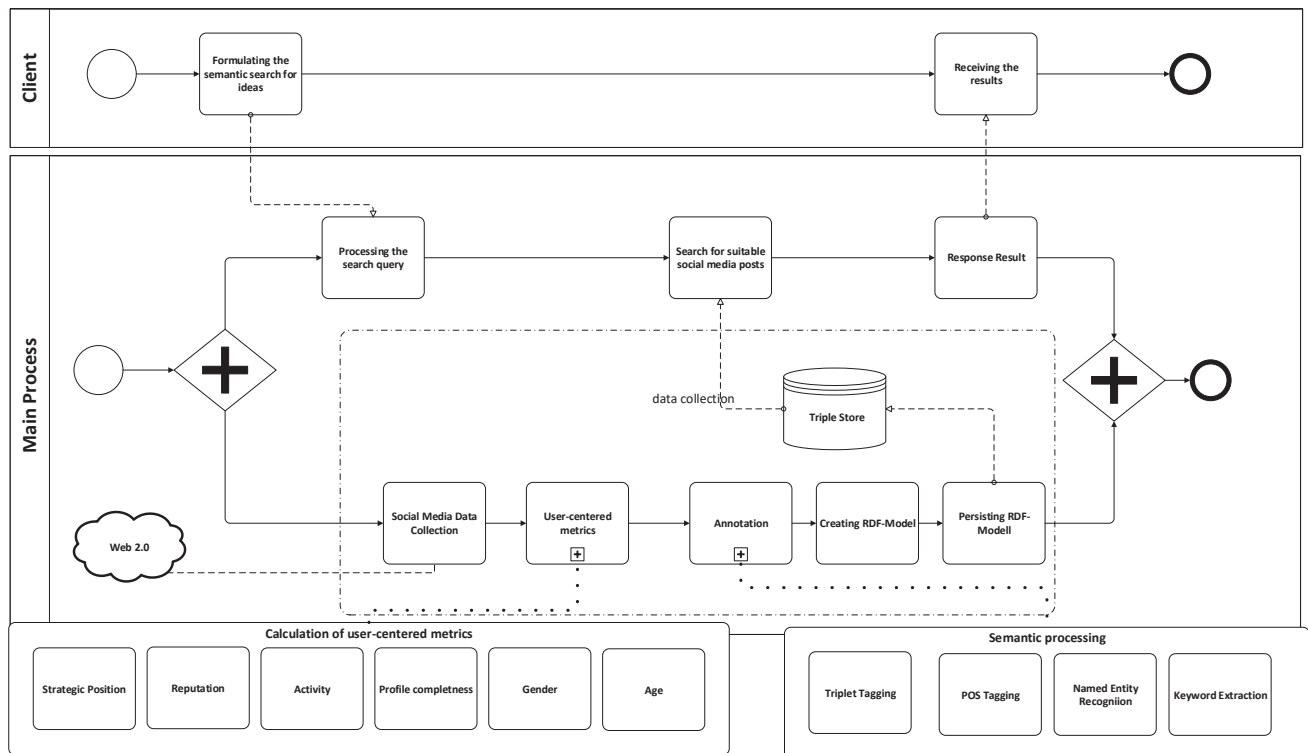 Client
Formulating the
semantic search for
ideas
Receiving the
results
Main Process
Processing the
search query
Search for suitable
social media posts
Response Result
data collection
Triple Store
Web 2.0
Social Media Data
Collection
User-centered
metrics
Annotation
Creating RDF-Model
Persisting RDF-
Modell
Calculation of user-centered metrics
Strategic Position
Reputation
Activity
Profile completness
Gender
Age
Semantic processing
Triplet Tagging
POS Tagging
Named Entity
Recogniion
Keyword Extraction